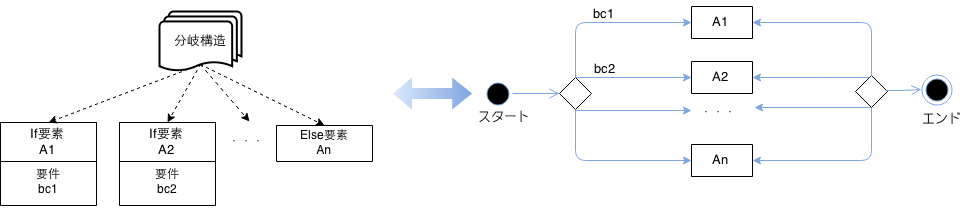 分岐構造
If要素
A1
要件
bc1
If要素
A2
要件
bc2
. . .
Else要素
An
スタート
bc1
A1
bc2
A2
. . .
An
エンド